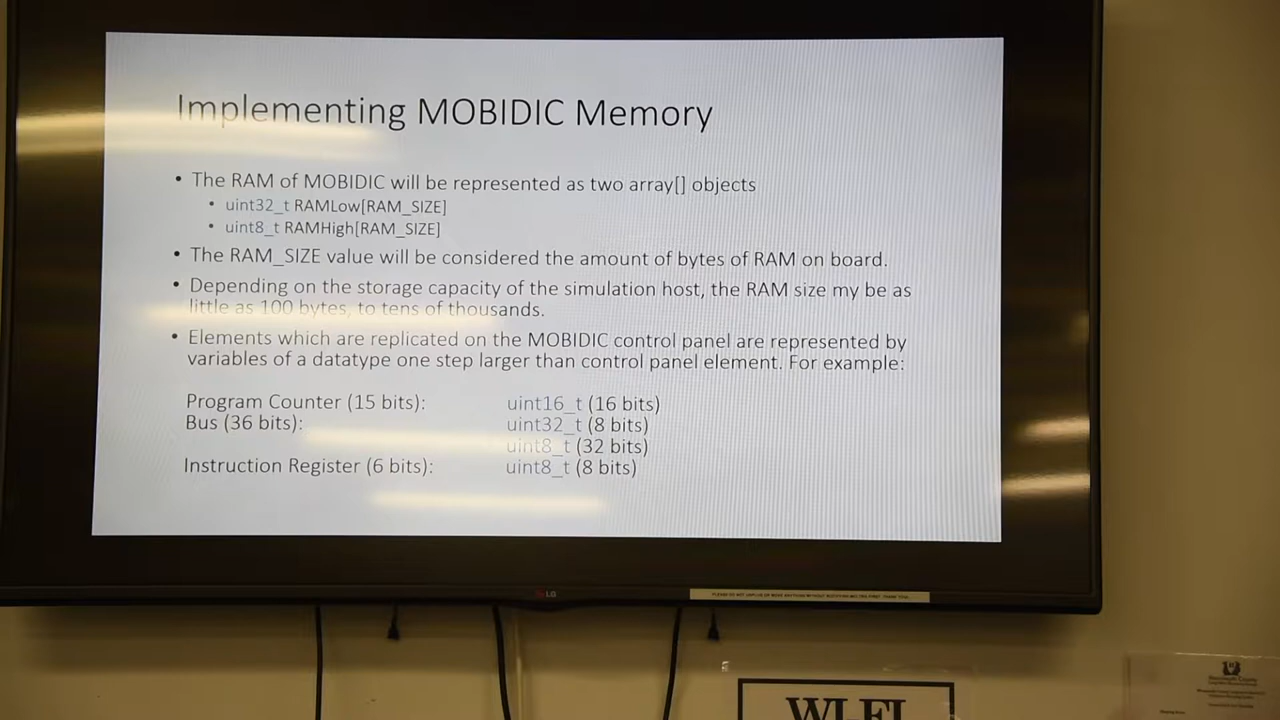 Implementing MOBIDIC Memory
• The RAM of MOBIDIC will be represented as two array[] objects
• uint32_t RAMLow[RAM_SIZE]
• uint8_t RAMHigh[RAM_SIZE]
• The RAM_SIZE value will be considered the amount of bytes of RAM on board.
• Depending on the storage capacity of the simulation host, the RAM size my be as
little as 100 bytes, to tens of thousands.
• Elements which are replicated on the MOBIDIC control panel are represented by
variables of a datatype one step larger than control panel element. For example:
Program Counter (15 bits): uint16_t (16 bits)
Bus (36 bits): uint32_t (8 bits)
uint8_t (32 bits)
Instruction Register (6 bits): uint8_t (8 bits)
LG
WI-FI